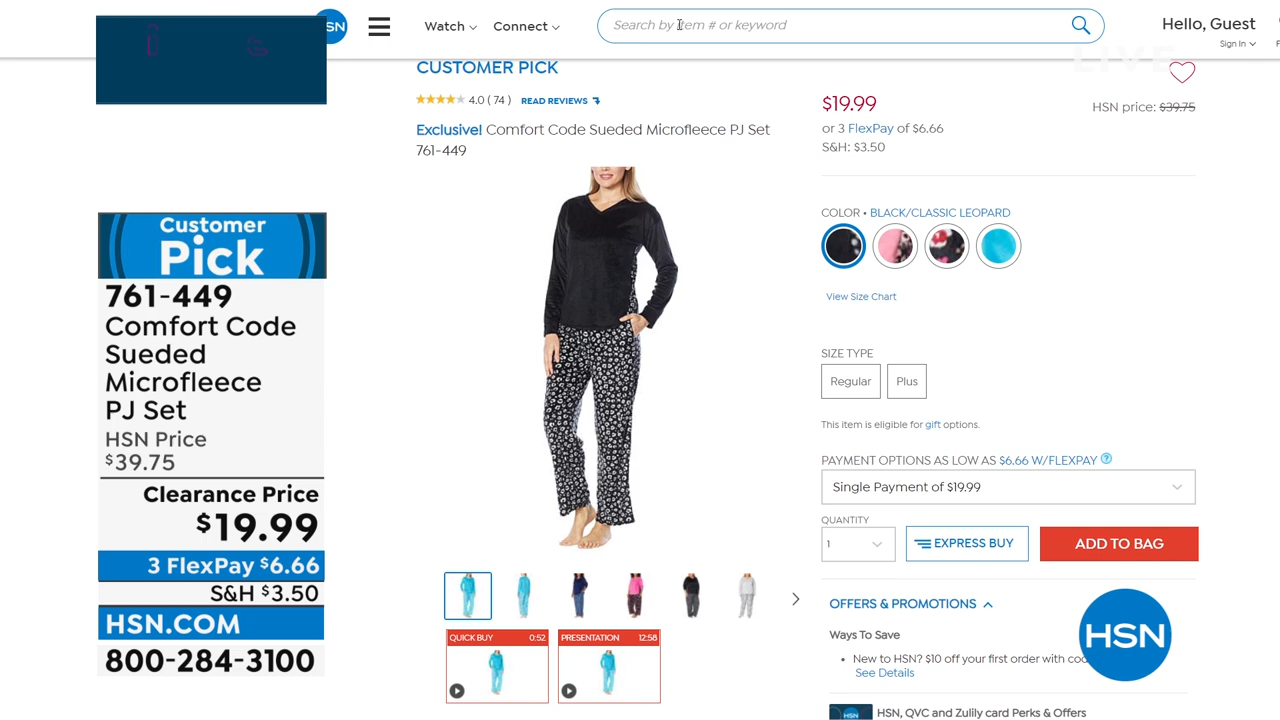 SN
Watch
Connect
Search by item # or keyword
Hello, Guest
Sign In
LIVE
CUSTOMER PICK
4.0 ( 74 ) READ REVIEWS
Exclusive! Comfort Code Sueded Microfleece PJ Set
761-449
$19.99
HSN price: $39.75
or 3 FlexPay of $6.66
S&H: $3.50
COLOR • BLACK/CLASSIC LEOPARD
View Size Chart
SIZE TYPE
Regular
Plus
This item is eligible for gift options.
PAYMENT OPTIONS AS LOW AS $6.66 W/FLEXPAY ?
Single Payment of $19.99
QUANTITY
1
EXPRESS BUY
ADD TO BAG
OFFERS & PROMOTIONS
Ways To Save
• New to HSN? $10 off your first order with
See Details
HSN, QVC and Zulily card Perks & Offers
HSN
QUICK BUY 0:52
PRESENTATION 12:58
Customer
Pick
761-449
Comfort Code
Sueded
Microfleece
PJ Set
HSN Price
$39.75
Clearance Price
$19.99
3 FlexPay $6.66
S&H $3.50
HSN.COM
800-284-3100